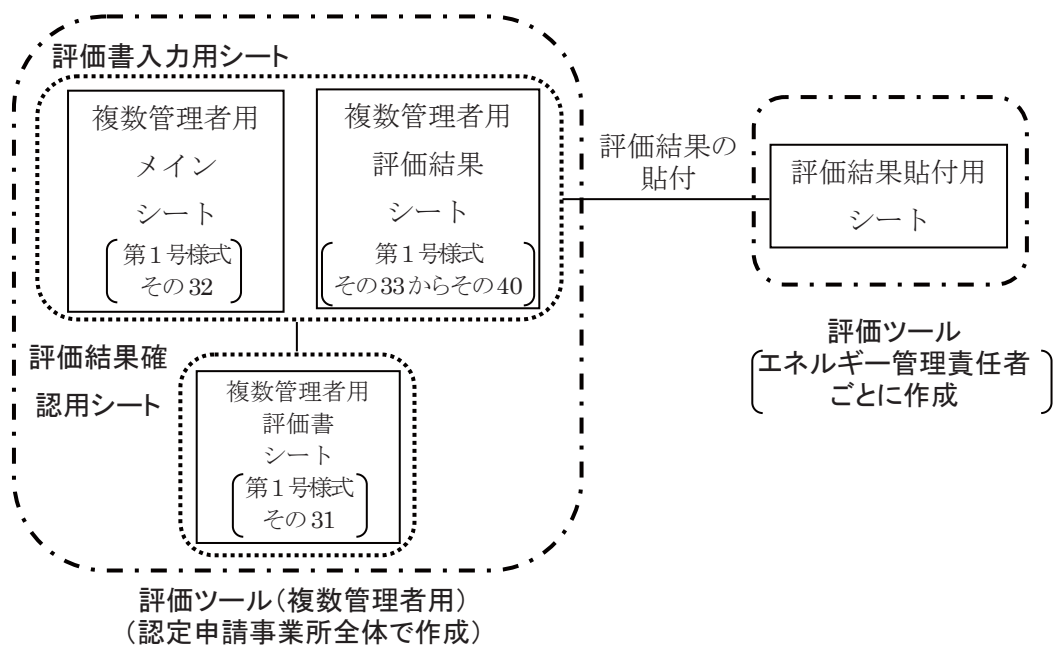 評価書入力用シート
複数管理者用
メイン
シート
第1号様式
その32
複数管理者用
評価結果
シート
第1号様式
その33からその40
評価結果の
貼付
評価結果貼付用
シート
評価ツール
エネルギー管理責任者
ごとに作成
評価結果確
認用シート
複数管理者用
評価書
シート
第1号様式
その31
評価ツール(複数管理者用)
(認定申請事業所全体で作成)